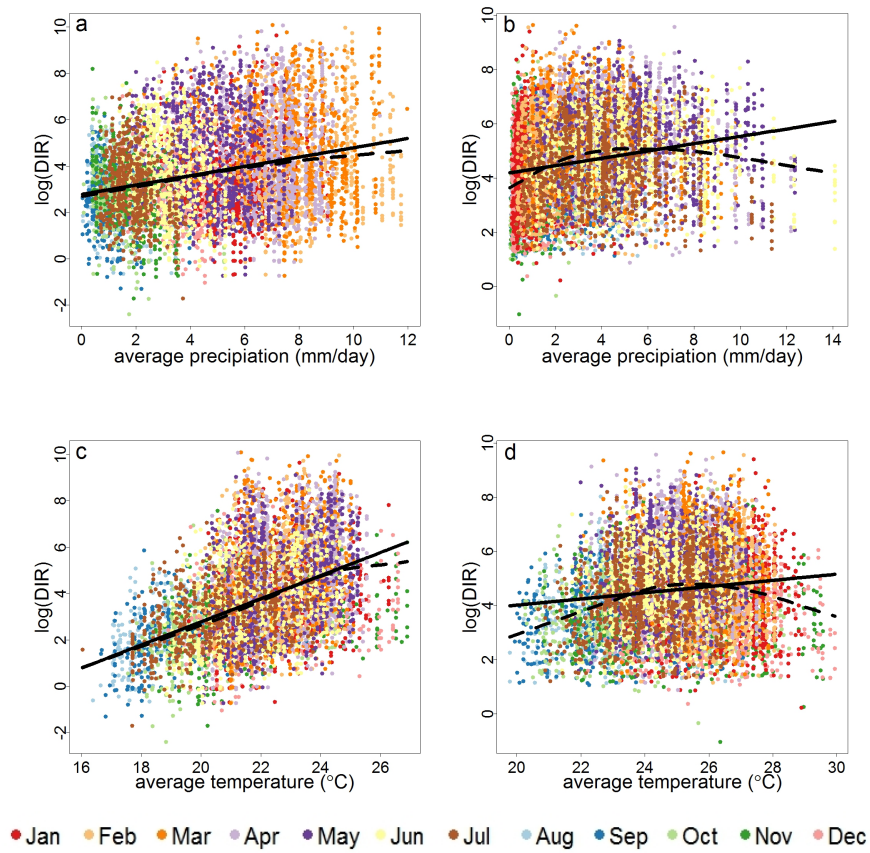 a
b
log(DIR)
10
8
6
4
2
0
-2
0 2 4 6 8 10 12
average precipiation (mm/day)
log(DIR)
10
8
6
4
2
0
0 2 4 6 8 10 12 14
average precipiation (mm/day)
c
d
log(DIR)
10
8
6
4
2
0
-2
16 18 20 22 24 26
average temperature (°C)
log(DIR)
10
8
6
4
2
0
20 22 24 26 28 30
average temperature (°C)
Jan Feb Mar Apr May Jun Jul Aug Sep Oct Nov Dec